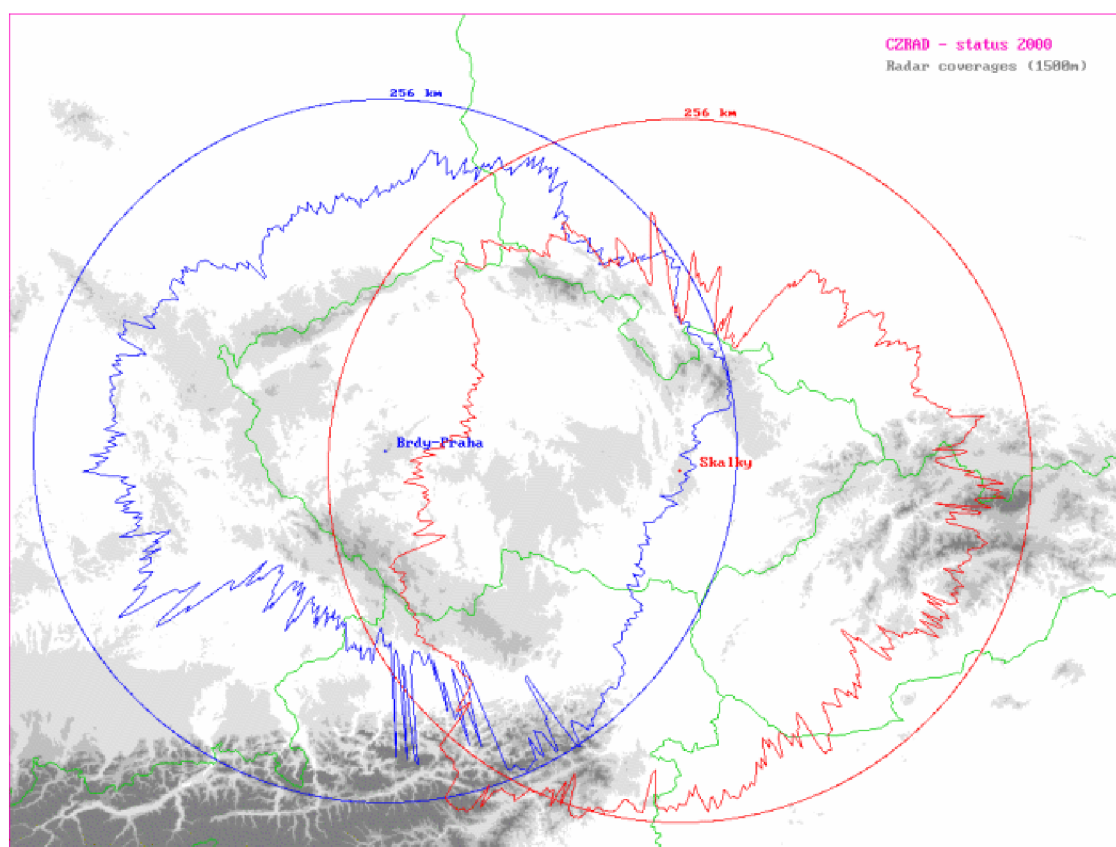 CZRAD - status 2000
Radar coverages (1500m)
256 km
256 km
Brdy-Praha
Skalky